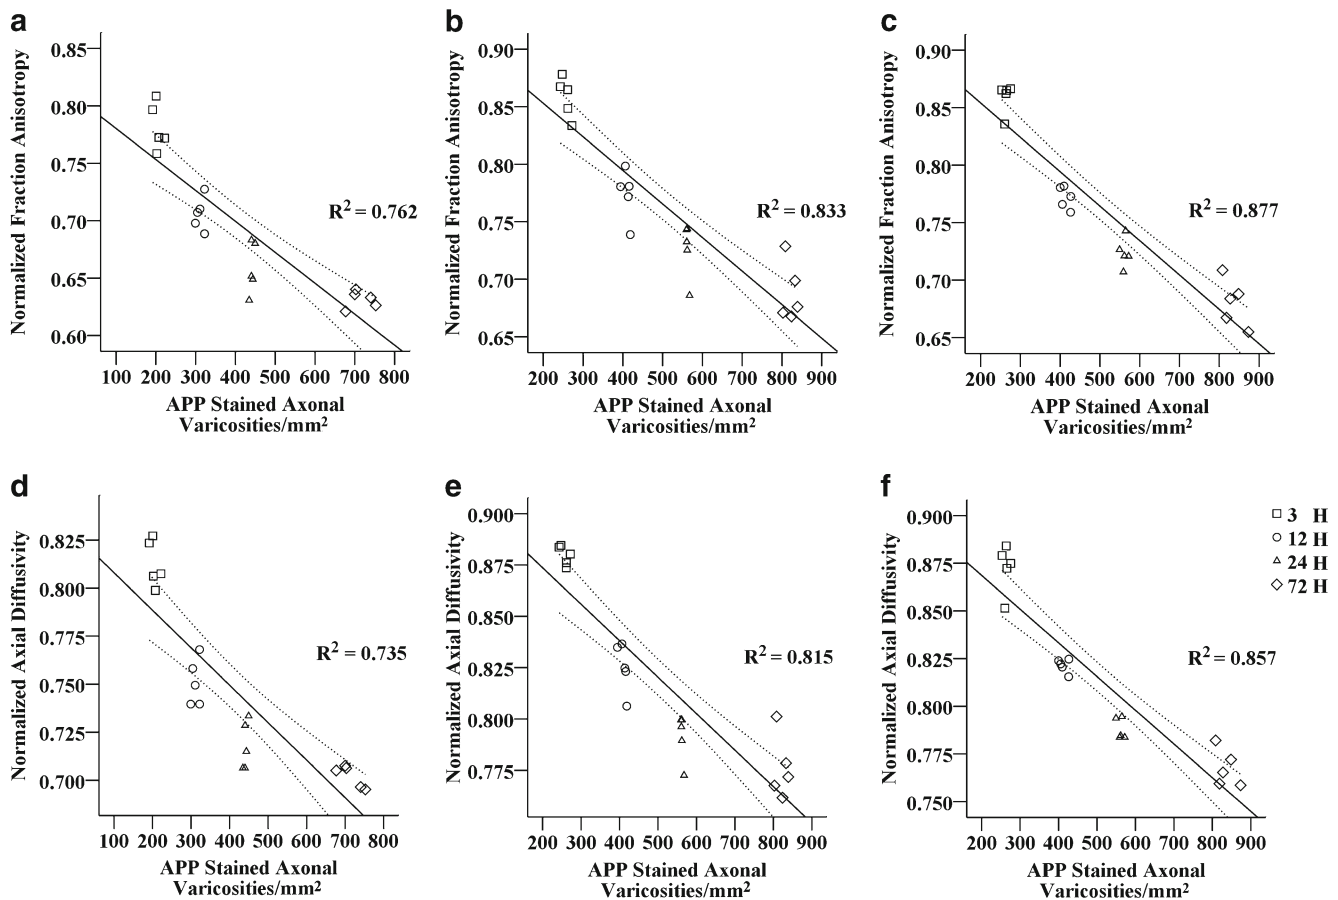 a
Normalized Fraction Anisotropy
0.85
0.80
0.75
0.70
0.65
0.60
R² = 0.762
100 200 300 400 500 600 700 800
APP Stained Axonal
Varicosities/mm²
b
Normalized Fraction Anisotropy
0.90
0.85
0.80
0.75
0.70
0.65
R² = 0.833
200 300 400 500 600 700 800 900
APP Stained Axonal
Varicosities/mm²
c
Normalized Fraction Anisotropy
0.90
0.85
0.80
0.75
0.70
0.65
R² = 0.877
200 300 400 500 600 700 800 900
APP Stained Axonal
Varicosities/mm²
d
Normalized Axial Diffusivity
0.825
0.800
0.775
0.750
0.725
0.700
R² = 0.735
100 200 300 400 500 600 700 800
APP Stained Axonal
Varicosities/mm²
e
Normalized Axial Diffusivity
0.900
0.875
0.850
0.825
0.800
0.775
R² = 0.815
200 300 400 500 600 700 800 900
APP Stained Axonal
Varicosities/mm²
f
Normalized Axial Diffusivity
0.900
0.875
0.850
0.825
0.800
0.775
0.750
R² = 0.857
200 300 400 500 600 700 800 900
APP Stained Axonal
Varicosities/mm²
3 H
12 H
24 H
72 H